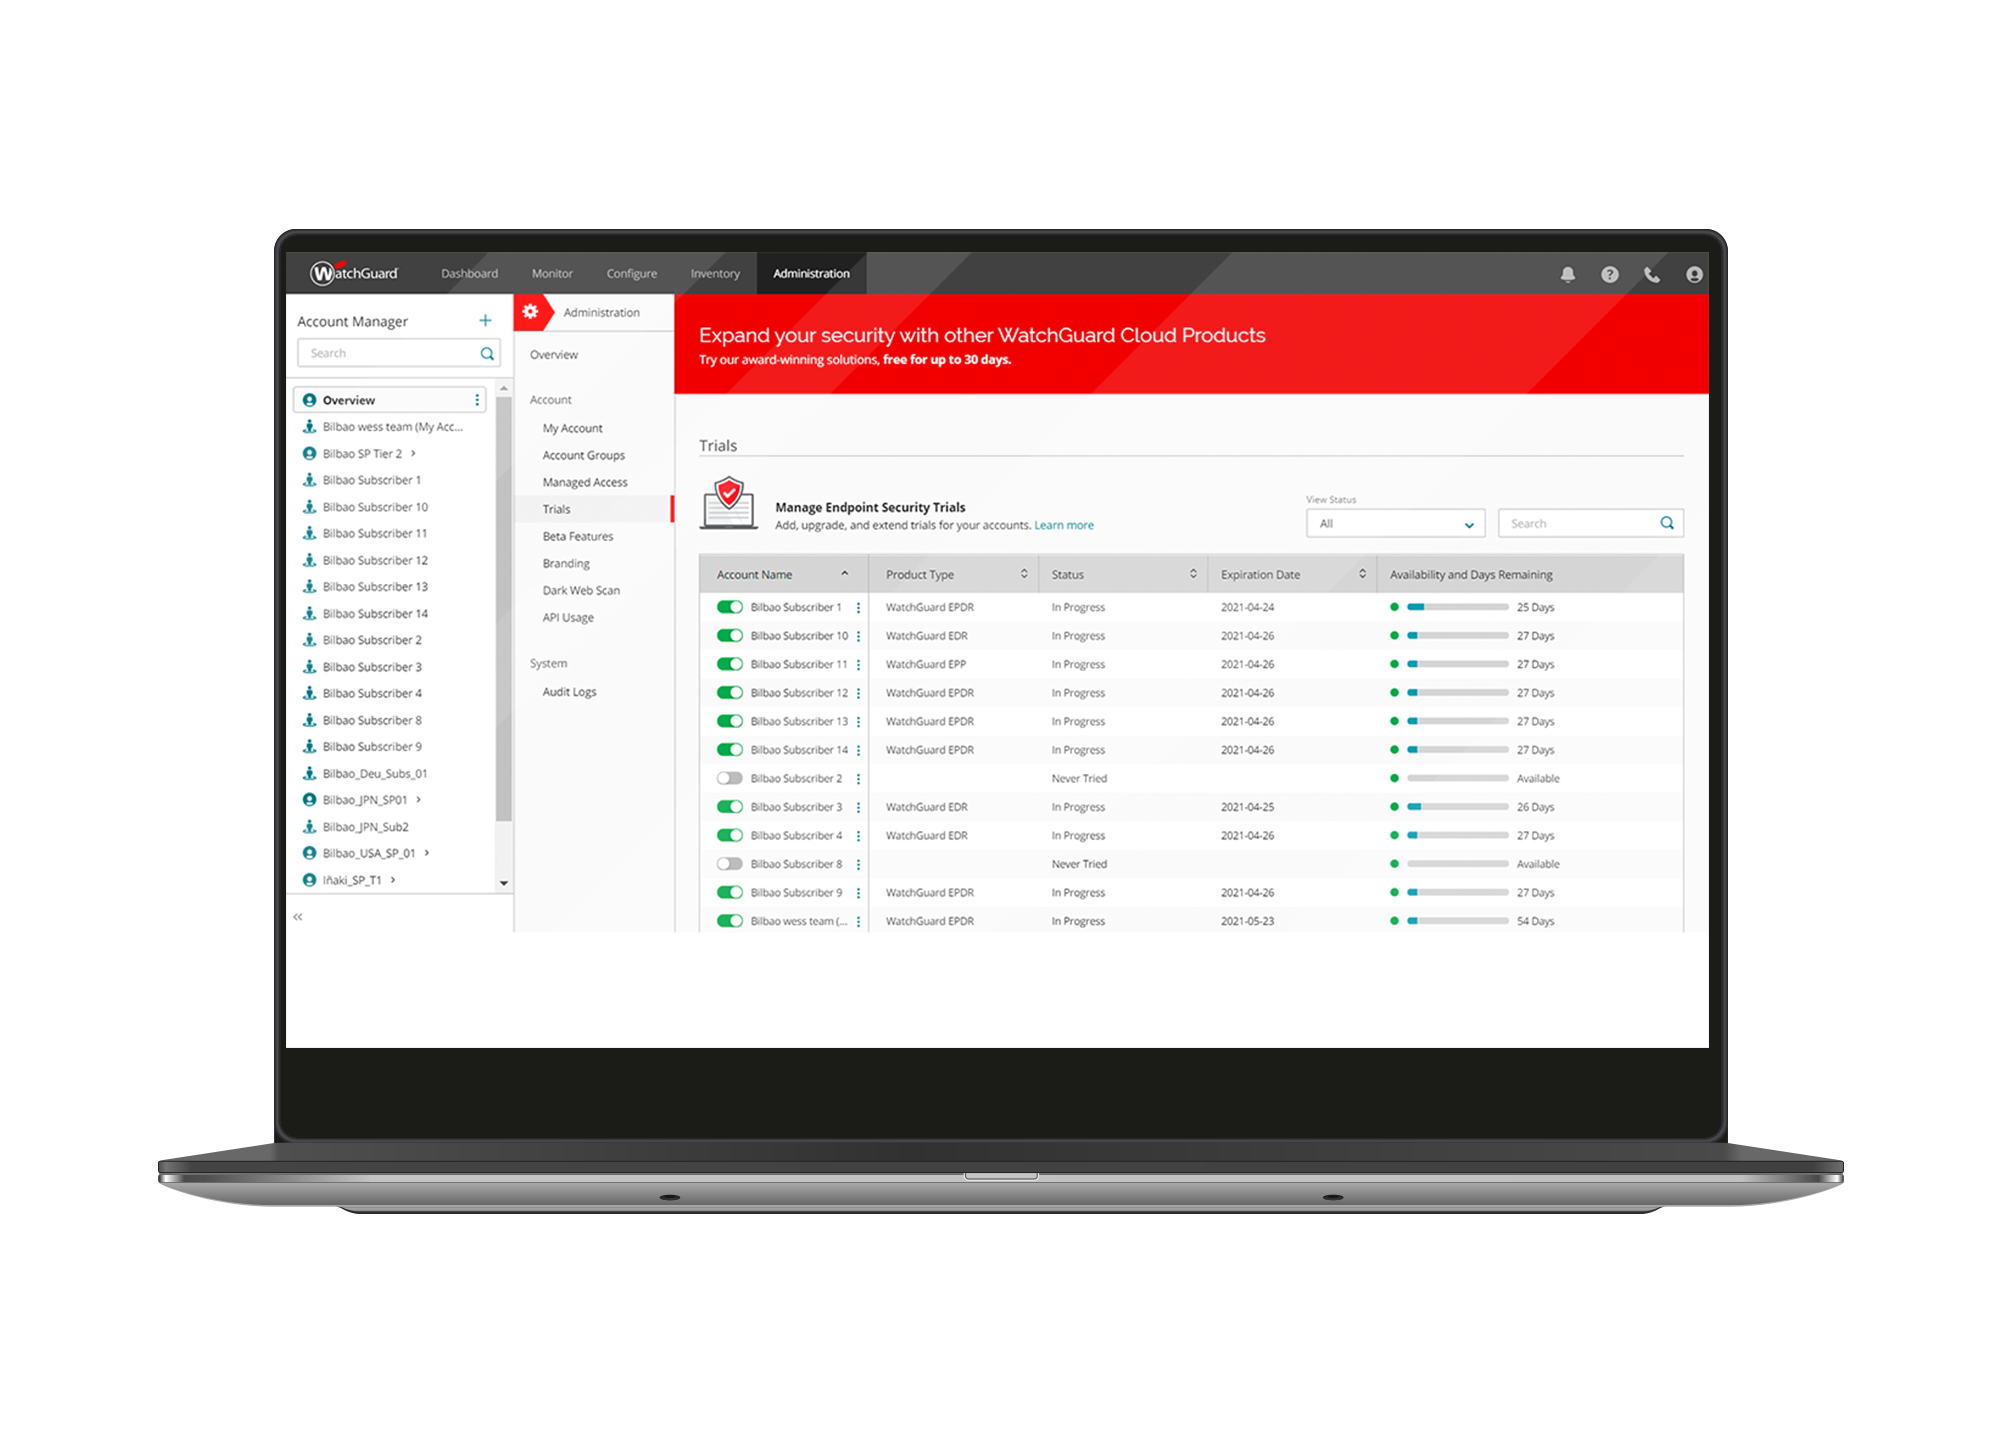 WatchGuard Dashboard Monitor Configure Inventory Administration
Account Manager
Search
Overview
Bilbao wess team (My Acc...
Bilbao SP Tier 2
Bilbao Subscriber 1
Bilbao Subscriber 10
Bilbao Subscriber 11
Bilbao Subscriber 12
Bilbao Subscriber 13
Bilbao Subscriber 14
Bilbao Subscriber 2
Bilbao Subscriber 3
Bilbao Subscriber 4
Bilbao Subscriber 8
Bilbao Subscriber 9
Bilbao_Deu_Subs_01
Bilbao_JPN_SP01
Bilbao_JPN_Sub2
Bilbao_USA_SP_01
Iñaki_SP_T1
Administration
Overview
Account
My Account
Account Groups
Managed Access
Trials
Beta Features
Branding
Dark Web Scan
API Usage
System
Audit Logs
Expand your security with other WatchGuard Cloud Products
Try our award-winning solutions, free for up to 30 days.
Trials
Manage Endpoint Security Trials
Add, upgrade, and extend trials for your accounts. Learn more
View Status
All
Search
Account Name Product Type Status Expiration Date Availability and Days Remaining
Bilbao Subscriber 1 WatchGuard EPDR In Progress 2021-04-24 25 Days
Bilbao Subscriber 10 WatchGuard EDR In Progress 2021-04-26 27 Days
Bilbao Subscriber 11 WatchGuard EPP In Progress 2021-04-26 27 Days
Bilbao Subscriber 12 WatchGuard EPDR In Progress 2021-04-26 27 Days
Bilbao Subscriber 13 WatchGuard EPDR In Progress 2021-04-26 27 Days
Bilbao Subscriber 14 WatchGuard EPDR In Progress 2021-04-26 27 Days
Bilbao Subscriber 2 Never Tried Available
Bilbao Subscriber 3 WatchGuard EDR In Progress 2021-04-25 26 Days
Bilbao Subscriber 4 WatchGuard EDR In Progress 2021-04-26 27 Days
Bilbao Subscriber 8 Never Tried Available
Bilbao Subscriber 9 WatchGuard EPDR In Progress 2021-04-26 27 Days
Bilbao wess team (... WatchGuard EPDR In Progress 2021-05-23 54 Days